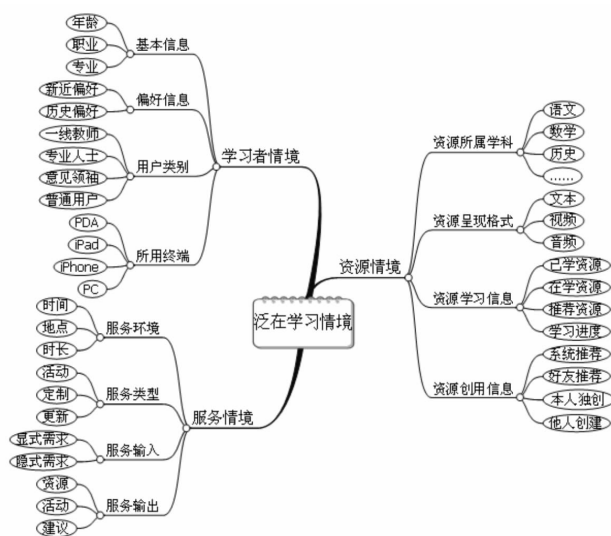 泛在学习情境
学习者情境
基本信息
年龄
职业
专业
偏好信息
新近偏好
历史偏好
用户类别
一线教师
专业人士
意见领袖
普通用户
所用终端
PDA
iPad
iPhone
PC
服务情境
服务环境
时间
地点
时长
服务类型
活动
定制
更新
服务输入
显式需求
隐式需求
服务输出
资源
活动
建议
资源情境
资源所属学科
语文
数学
历史
……
资源呈现格式
文本
视频
音频
资源学习信息
已学资源
在学资源
推荐资源
学习进度
资源创用信息
系统推荐
好友推荐
本人独创
他人创建